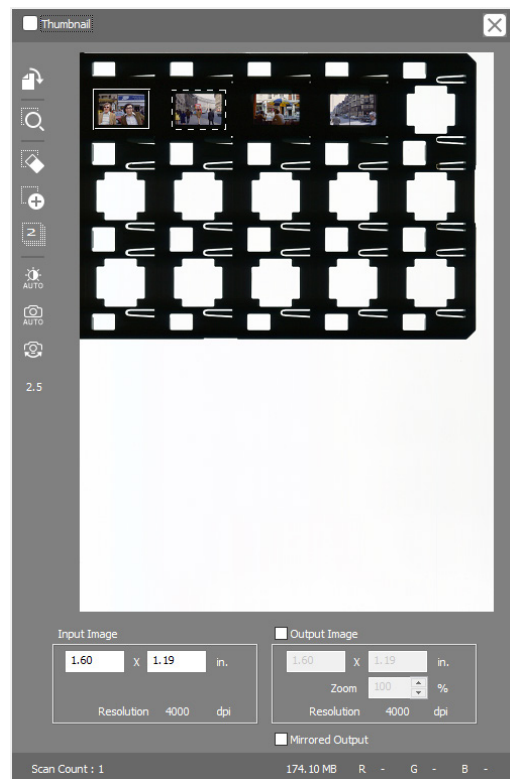 Thumbnail
2
AUTO
AUTO
2.5
Input Image
1.60 X 1.19 in.
Resolution 4000 dpi
Output Image
1.60 X 1.19 in.
Zoom 100 %
Resolution 4000 dpi
Mirrored Output
Scan Count : 1 174.10 MB R - G - B -